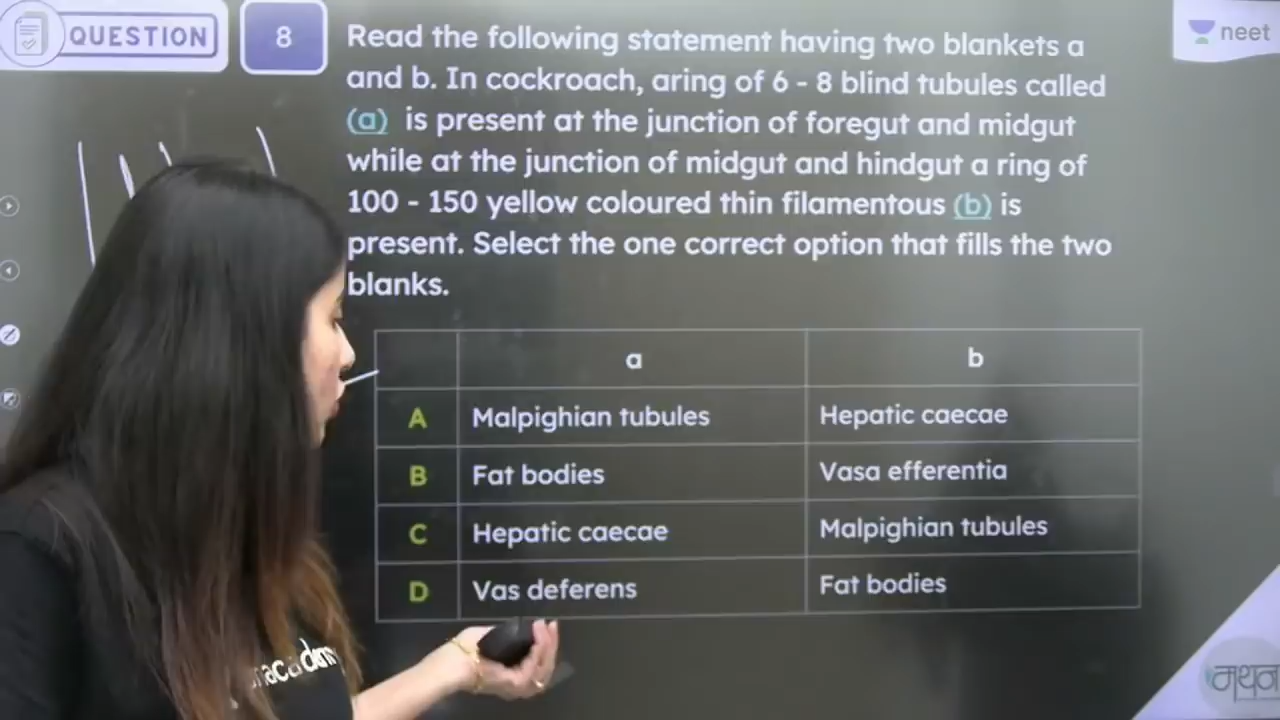 QUESTION
8
Read the following statement having two blankets a
and b. In cockroach, aring of 6 - 8 blind tubules called
(a) is present at the junction of foregut and midgut
while at the junction of midgut and hindgut a ring of
100 - 150 yellow coloured thin filamentous (b) is
present. Select the one correct option that fills the two
blanks.
neet
a b
A Malpighian tubules Hepatic caecae
B Fat bodies Vasa efferentia
C Hepatic caecae Malpighian tubules
D Vas deferens Fat bodies
मंथन